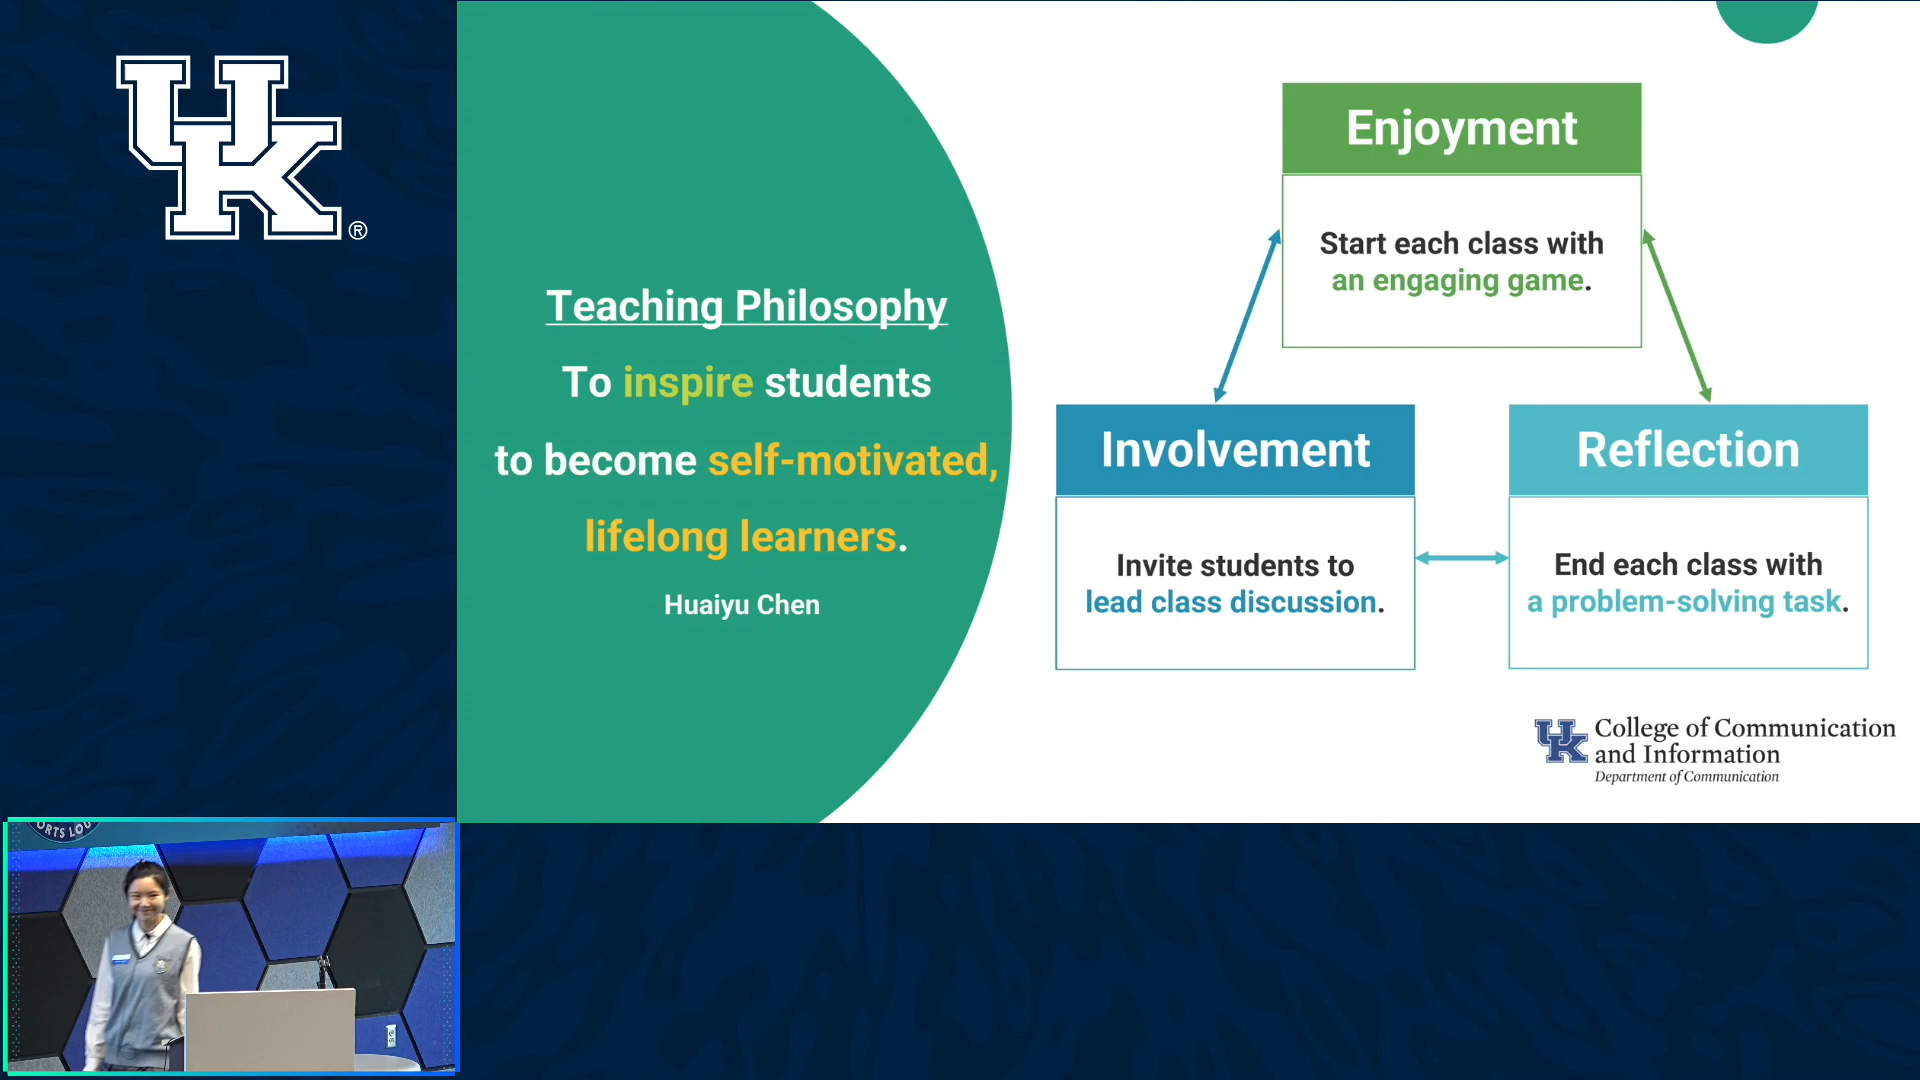 UK®
Teaching Philosophy
To inspire students
to become self-motivated,
lifelong learners.
Huaiyu Chen
Enjoyment
Start each class with
an engaging game.
Involvement
Invite students to
lead class discussion.
Reflection
End each class with
a problem-solving task.
UK
College of Communication
and Information
Department of Communication